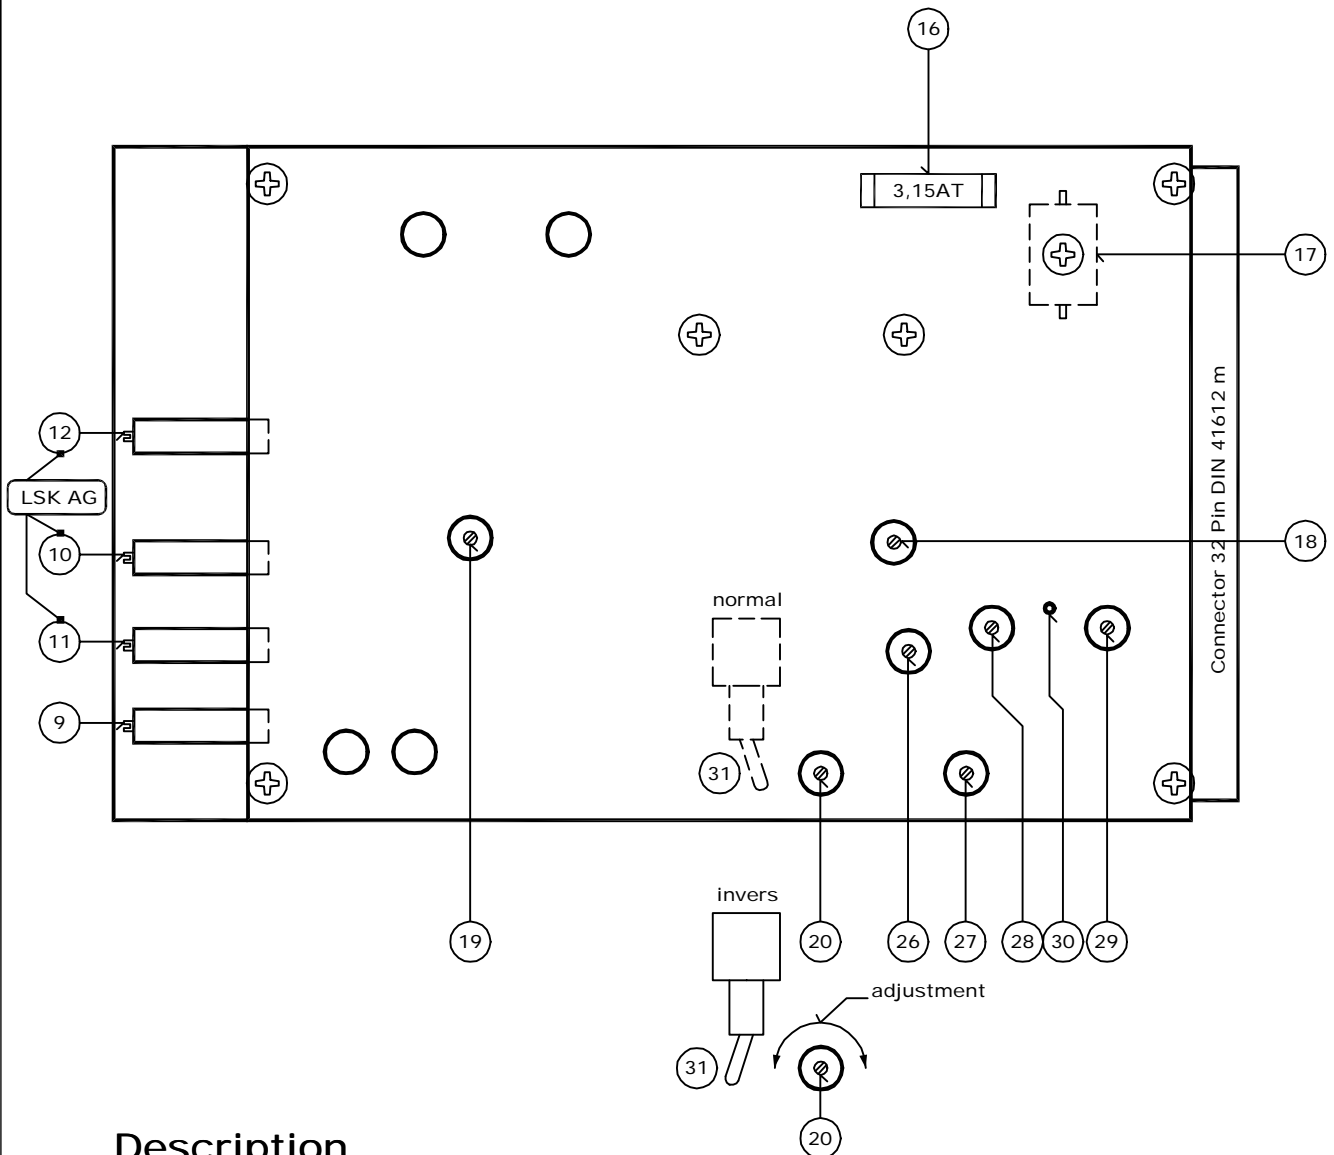 16
3,15AT
17
12
LSK AG
10
11
9
18
Connector 32 Pin DIN 41612 m
normal
31
19
20
26
27
28
30
29
invers
adjustment
31
20
Description